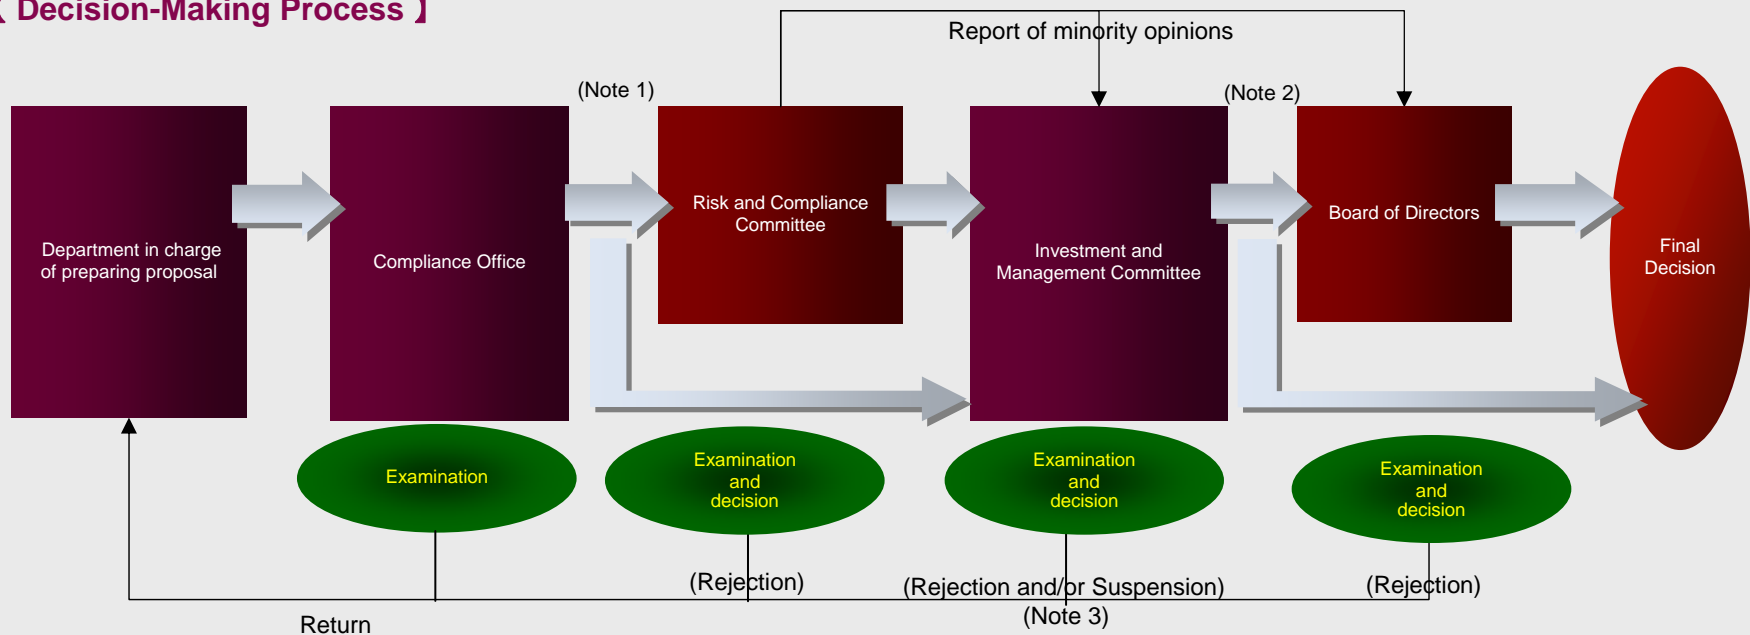 【 Decision-Making Process 】
Report of minority opinions
(Note 1)
(Note 2)
Department in charge
of preparing proposal
Compliance Office
Risk and Compliance
Committee
Investment and
Management Committee
Board of Directors
Final
Decision
Examination
Examination
and
decision
Examination
and
decision
Examination
and
decision
(Rejection)
(Rejection and/or Suspension)
(Note 3)
(Rejection)
Return